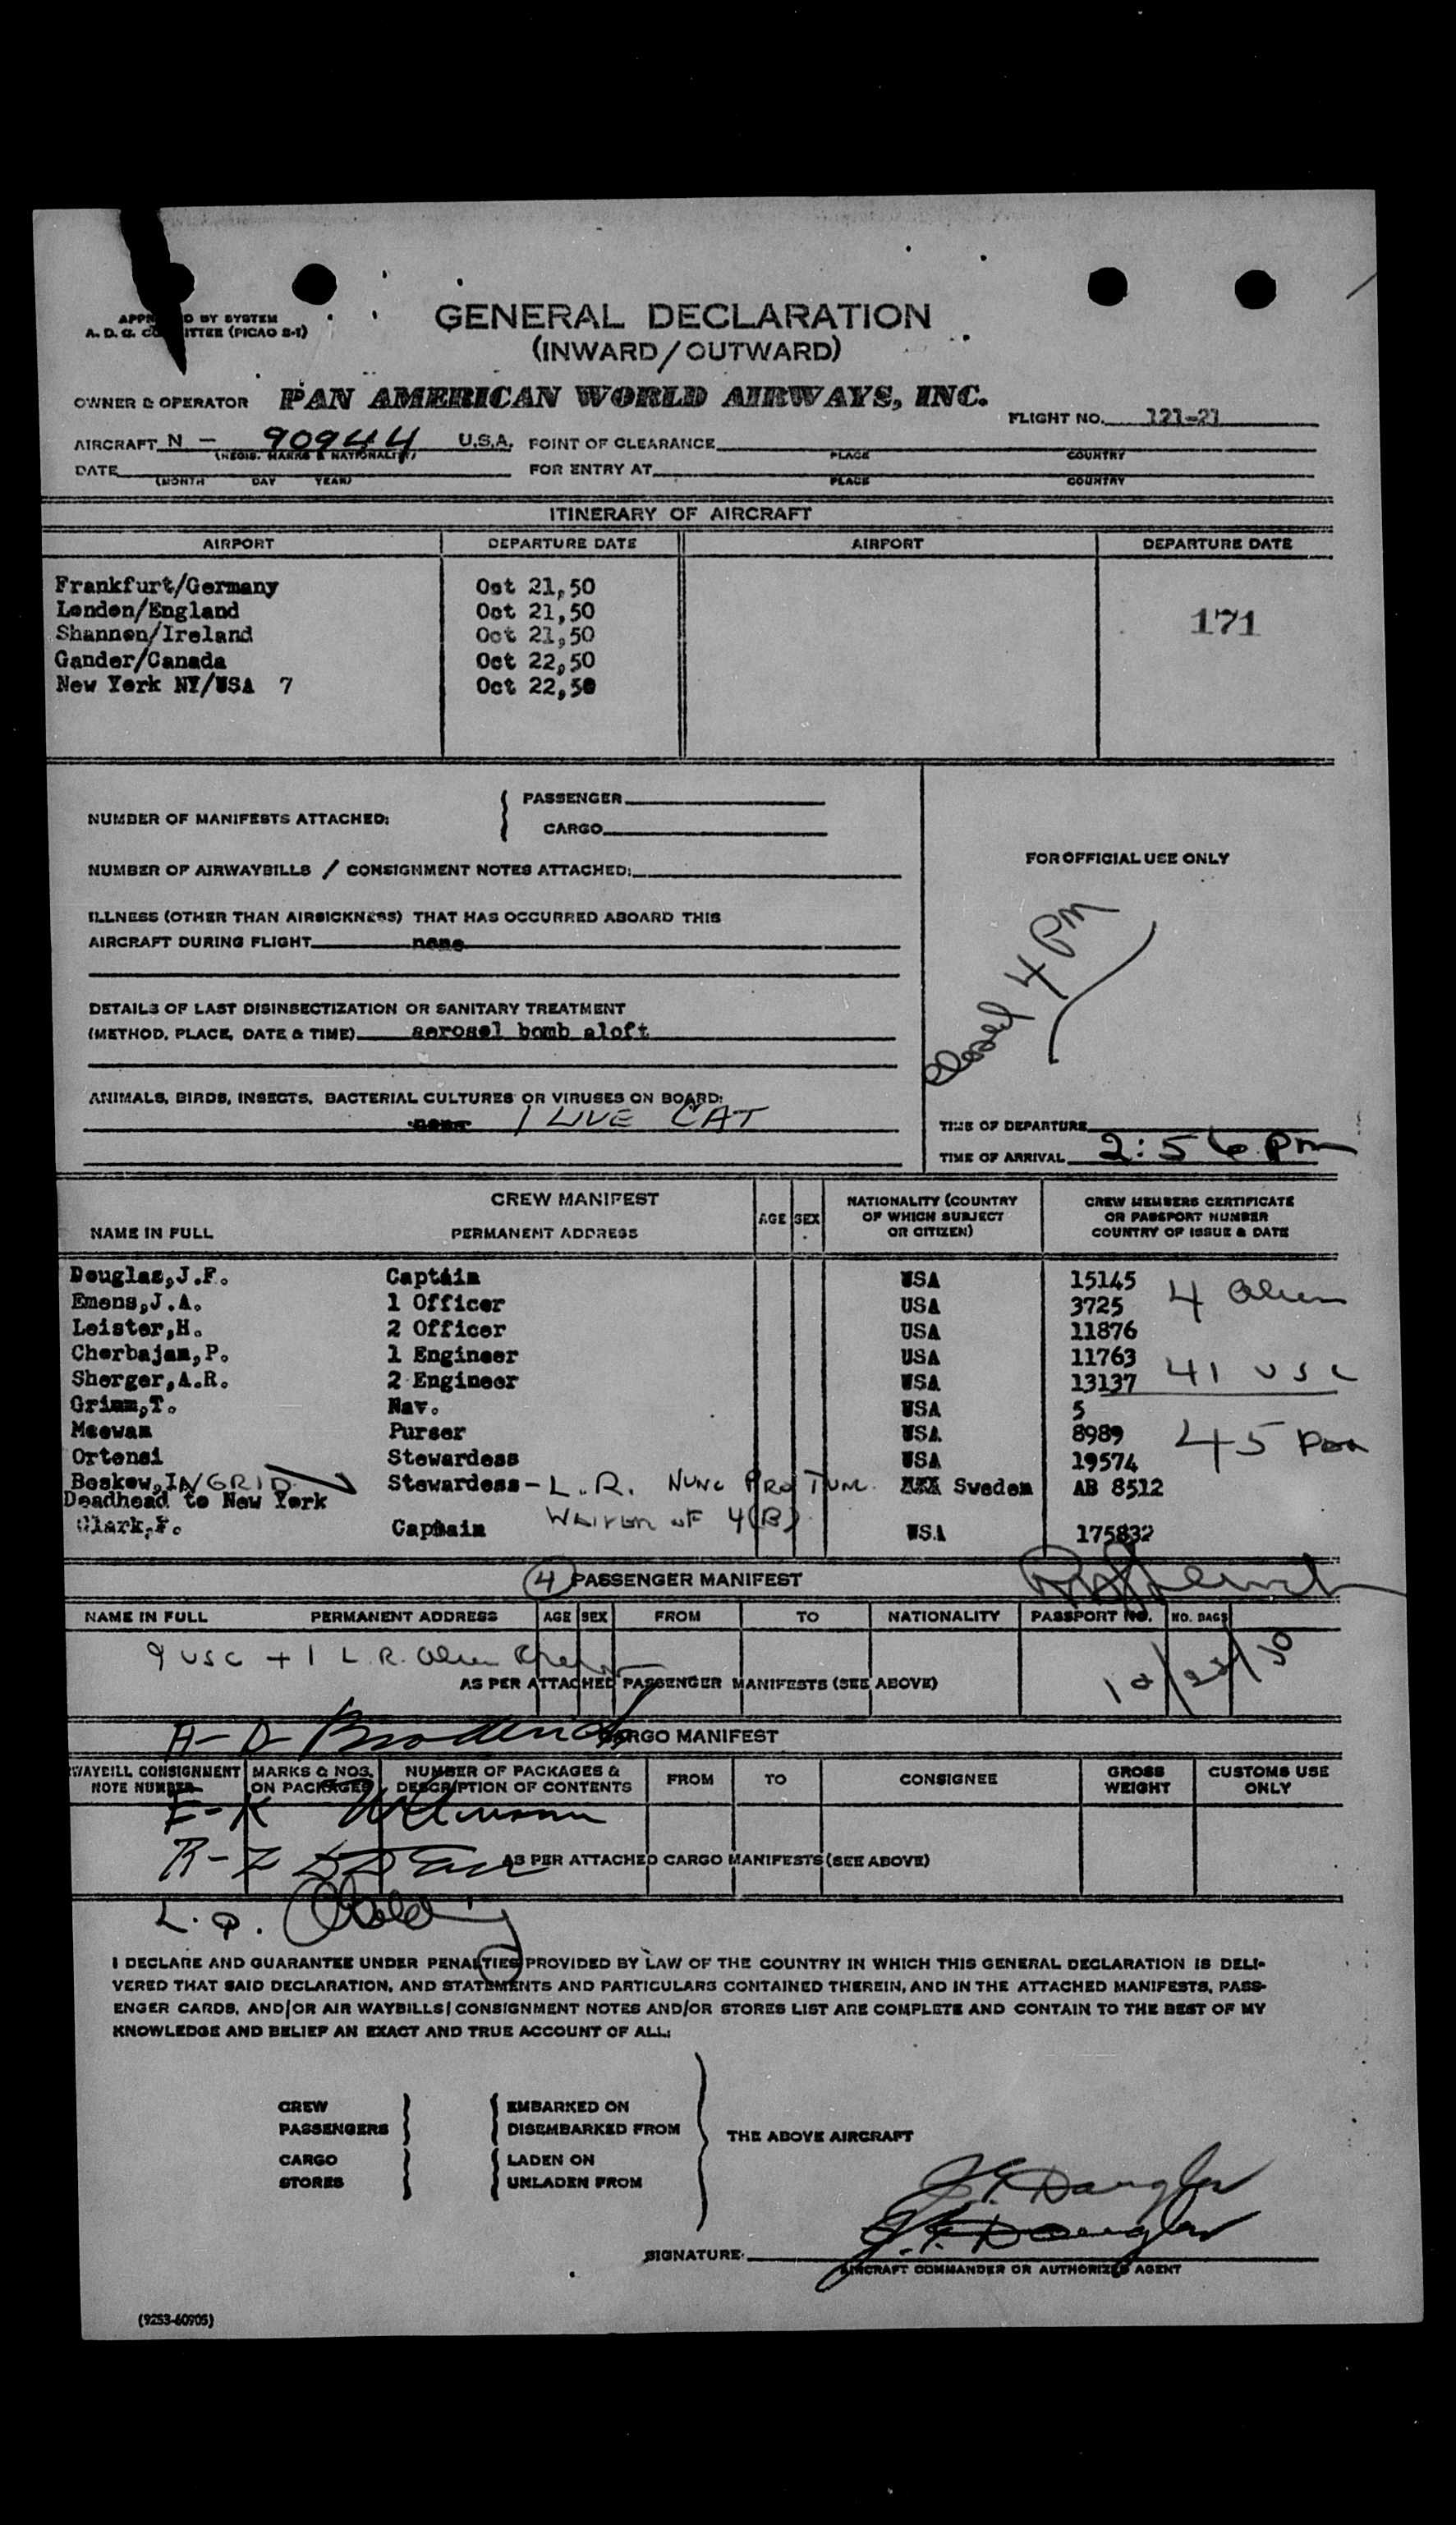 APP D BY SYSTEM
A. D. G. CO ITTEE (PICAO S-1)
GENERAL DECLARATION
(INWARD/OUTWARD)
OWNER & OPERATOR PAN AMERICAN WORLD AIRWAYS, INC.
FLIGHT NO. 121-21
AIRCRAFT N - 90944 U.S.A. POINT OF CLEARANCE
(REGIS. MARKS & NATIONALITY) PLACE COUNTRY
DATE FOR ENTRY AT
(MONTH DAY YEAR) PLACE COUNTRY
ITINERARY OF AIRCRAFT
AIRPORT DEPARTURE DATE AIRPORT DEPARTURE DATE
Frankfurt/Germany Oct 21,50
London/England Oct 21,50
171
Shannon/Ireland Oct 21,50
Gander/Canada Oct 22,50
New York NY/USA 7 Oct 22,50
NUMBER OF MANIFESTS ATTACHED: { PASSENGER
CARGO
FOR OFFICIAL USE ONLY
NUMBER OF AIRWAYBILLS / CONSIGNMENT NOTES ATTACHED:
ILLNESS (OTHER THAN AIRSICKNESS) THAT HAS OCCURRED ABOARD THIS
AIRCRAFT DURING FLIGHT none
closed 4 PM
DETAILS OF LAST DISINSECTIZATION OR SANITARY TREATMENT
(METHOD, PLACE, DATE & TIME) aerosol bomb aloft
ANIMALS, BIRDS, INSECTS, BACTERIAL CULTURES OR VIRUSES ON BOARD:
none 1 LIVE CAT
TIME OF DEPARTURE
TIME OF ARRIVAL 2:56 pm
CREW MANIFEST
NAME IN FULL PERMANENT ADDRESS AGE SEX NATIONALITY (COUNTRY OF WHICH SUBJECT OR CITIZEN) CREW MEMBERS CERTIFICATE OR PASSPORT NUMBER COUNTRY OF ISSUE & DATE
Douglas,J.F. Captain USA 15145
Emens,J.A. 1 Officer USA 3725 4 alien
Leister,H. 2 Officer USA 11876
Cherbajam,P. 1 Engineer USA 11763
Sherger,A.R. 2 Engineer USA 13137 41 USC
Grimm,T. Nav. USA 5
Mcewan Purser USA 8989 45
Ortensi Stewardess USA 19574
Beskow, INGRID Stewardess - L.R. NUNC PRO TUNC Sweden AB 8512
Deadhead to New York
WAIVER OF 4(B)
Clark,F. Captain USA 175832
4 PASSENGER MANIFEST
NAME IN FULL PERMANENT ADDRESS AGE SEX FROM TO NATIONALITY PASSPORT NO. NO. BAGS
9 USC + 1 L.R. alien
10/22/50
AS PER ATTACHED PASSENGER MANIFESTS (SEE ABOVE)
A-D
CARGO MANIFEST
WAYBILL CONSIGNMENT NOTE NUMBER MARKS & NOS. ON PACKAGES NUMBER OF PACKAGES & DESCRIPTION OF CONTENTS FROM TO CONSIGNEE GROSS WEIGHT CUSTOMS USE ONLY
E-K
R-Z
AS PER ATTACHED CARGO MANIFESTS (SEE ABOVE)
L.Q.
I DECLARE AND GUARANTEE UNDER PENALTIES PROVIDED BY LAW OF THE COUNTRY IN WHICH THIS GENERAL DECLARATION IS DELI-
VERED THAT SAID DECLARATION, AND STATEMENTS AND PARTICULARS CONTAINED THEREIN, AND IN THE ATTACHED MANIFESTS, PASS-
ENGER CARDS, AND/OR AIR WAYBILLS/CONSIGNMENT NOTES AND/OR STORES LIST ARE COMPLETE AND CONTAIN TO THE BEST OF MY
KNOWLEDGE AND BELIEF AN EXACT AND TRUE ACCOUNT OF ALL:
CREW EMBARKED ON
PASSENGERS DISEMBARKED FROM
THE ABOVE AIRCRAFT
CARGO LADEN ON
STORES UNLADEN FROM
J.F. Douglas
J.F. Douglas
SIGNATURE.
AIRCRAFT COMMANDER OR AUTHORIZED AGENT
(9253-60905)